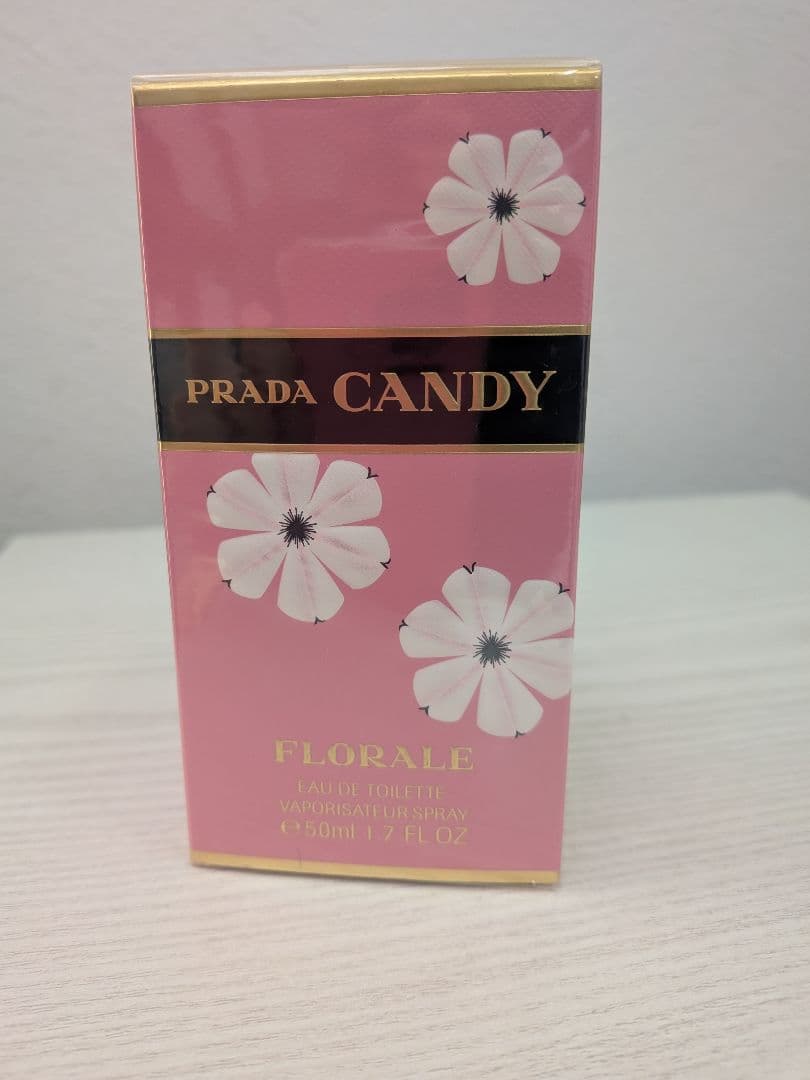 PRADA CANDY
FLORALE
EAU DE TOILETTE
VAPORISATEUR SPRAY
℮50ml 1.7 FL OZ